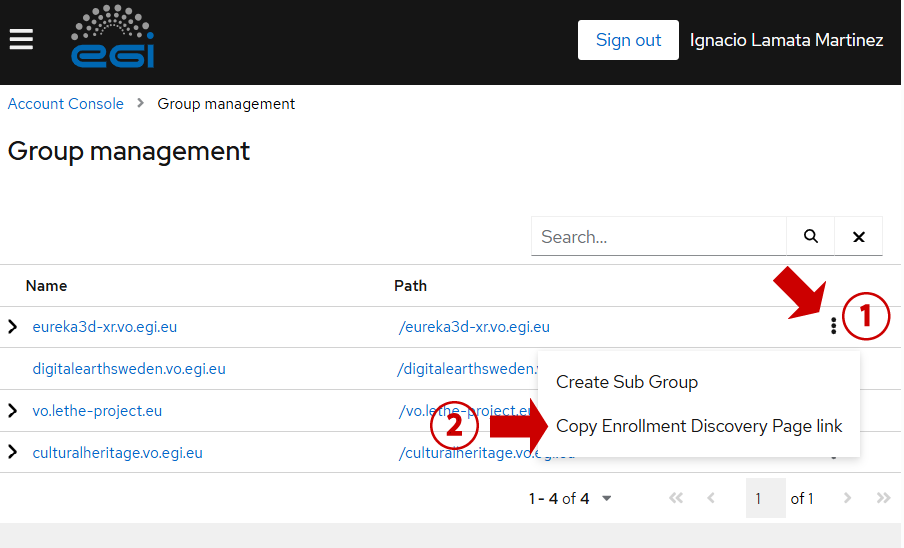 egi
Sign out
Ignacio Lamata Martinez
Account Console > Group management
Group management
Search...
Name Path
eureka3d-xr.vo.egi.eu /eureka3d-xr.vo.egi.eu
1
digitalearthsweden.vo.egi.eu /digitalearthsweden.
Create Sub Group
vo.lethe-project.eu /vo.lethe-project.eu
2
Copy Enrollment Discovery Page link
culturalheritage.vo.egi.eu /culturalheritage.vo.egi.eu
1 - 4 of 4
1 of 1